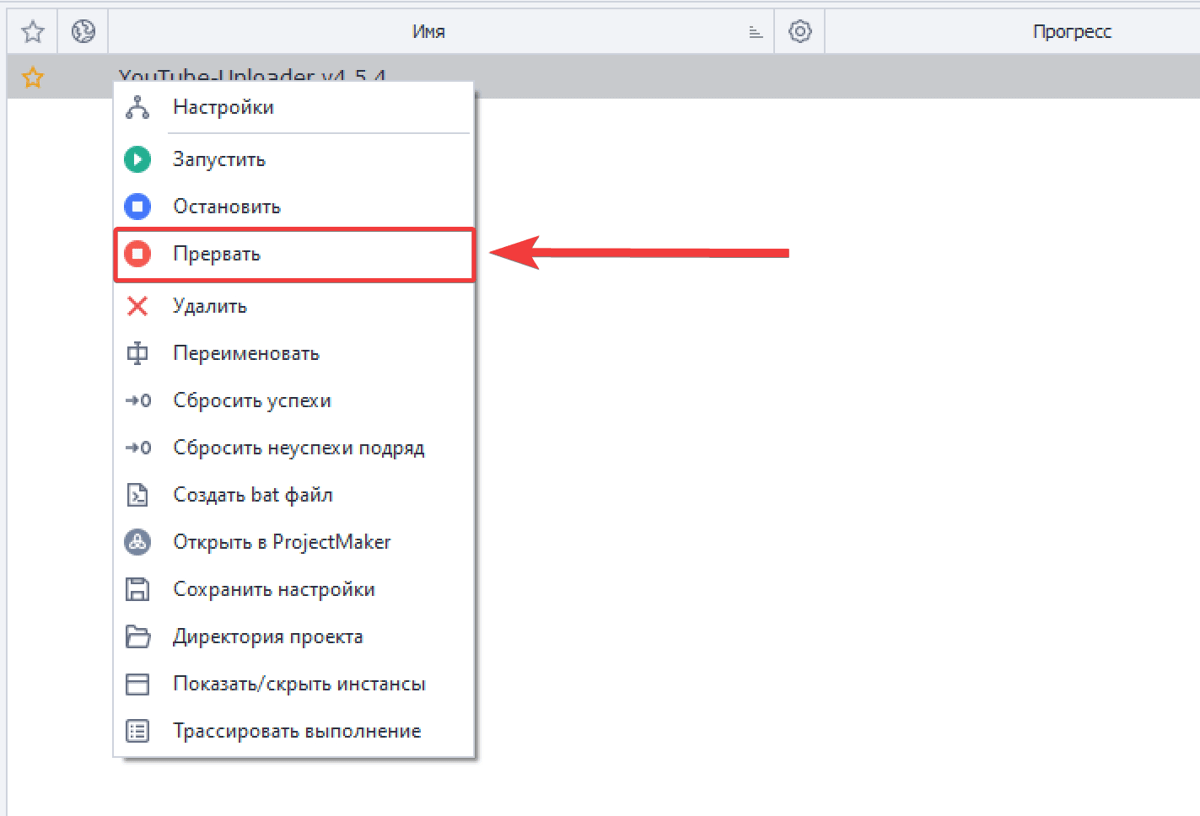 Имя
Прогресс
YouTube-Uploader v4.5.4
Настройки
Запустить
Остановить
Прервать
Удалить
Переименовать
Сбросить успехи
Сбросить неуспехи подряд
Создать bat файл
Открыть в ProjectMaker
Сохранить настройки
Директория проекта
Показать/скрыть инстансы
Трассировать выполнение